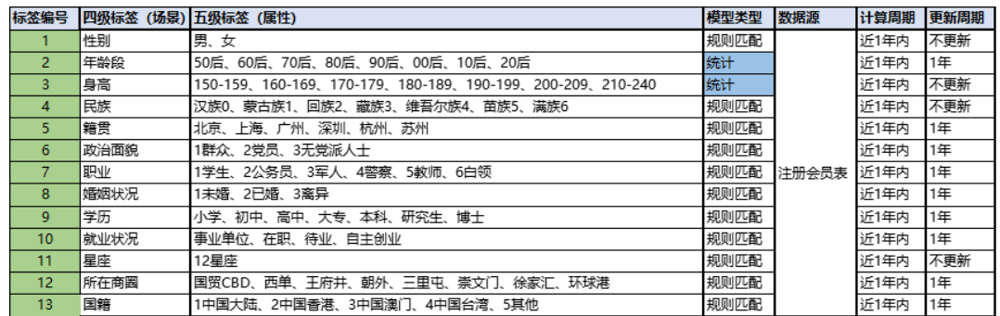 标签编号 四级标签（场景） 五级标签（属性） 模型类型 数据源 计算周期 更新周期
1 性别 男、女 规则匹配 近1年内 不更新
2 年龄段 50后、60后、70后、80后、90后、00后、10后、20后 统计 近1年内 1年
3 身高 150-159、160-169、170-179、180-189、190-199、200-209、210-240 统计 近1年内 不更新
4 民族 汉族0、蒙古族1、回族2、藏族3、维吾尔族4、苗族5、满族6 规则匹配 近1年内 不更新
5 籍贯 北京、上海、广州、深圳、杭州、苏州 规则匹配 近1年内 1年
6 政治面貌 1群众、2党员、3无党派人士 规则匹配 近1年内 1年
7 职业 1学生、2公务员、3军人、4警察、5教师、6白领 规则匹配 注册会员表 近1年内 1年
8 婚姻状况 1未婚、2已婚、3离异 规则匹配 近1年内 1年
9 学历 小学、初中、高中、大专、本科、研究生、博士 规则匹配 近1年内 1年
10 就业状况 事业单位、在职、待业、自主创业 规则匹配 近1年内 1年
11 星座 12星座 规则匹配 近1年内 不更新
12 所在商圈 国贸CBD、西单、王府井、朝外、三里屯、崇文门、徐家汇、环球港 规则匹配 近1年内 1年
13 国籍 1中国大陆、2中国香港、3中国澳门、4中国台湾、5其他 规则匹配 近1年内 1年